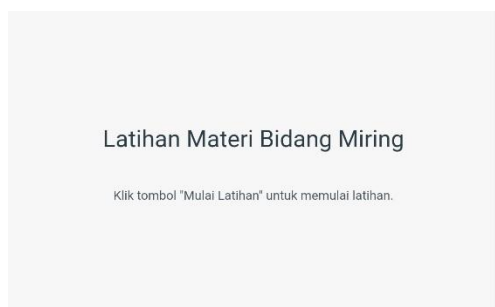 Latihan Materi Bidang Miring
Klik tombol "Mulai Latihan" untuk memulai latihan.